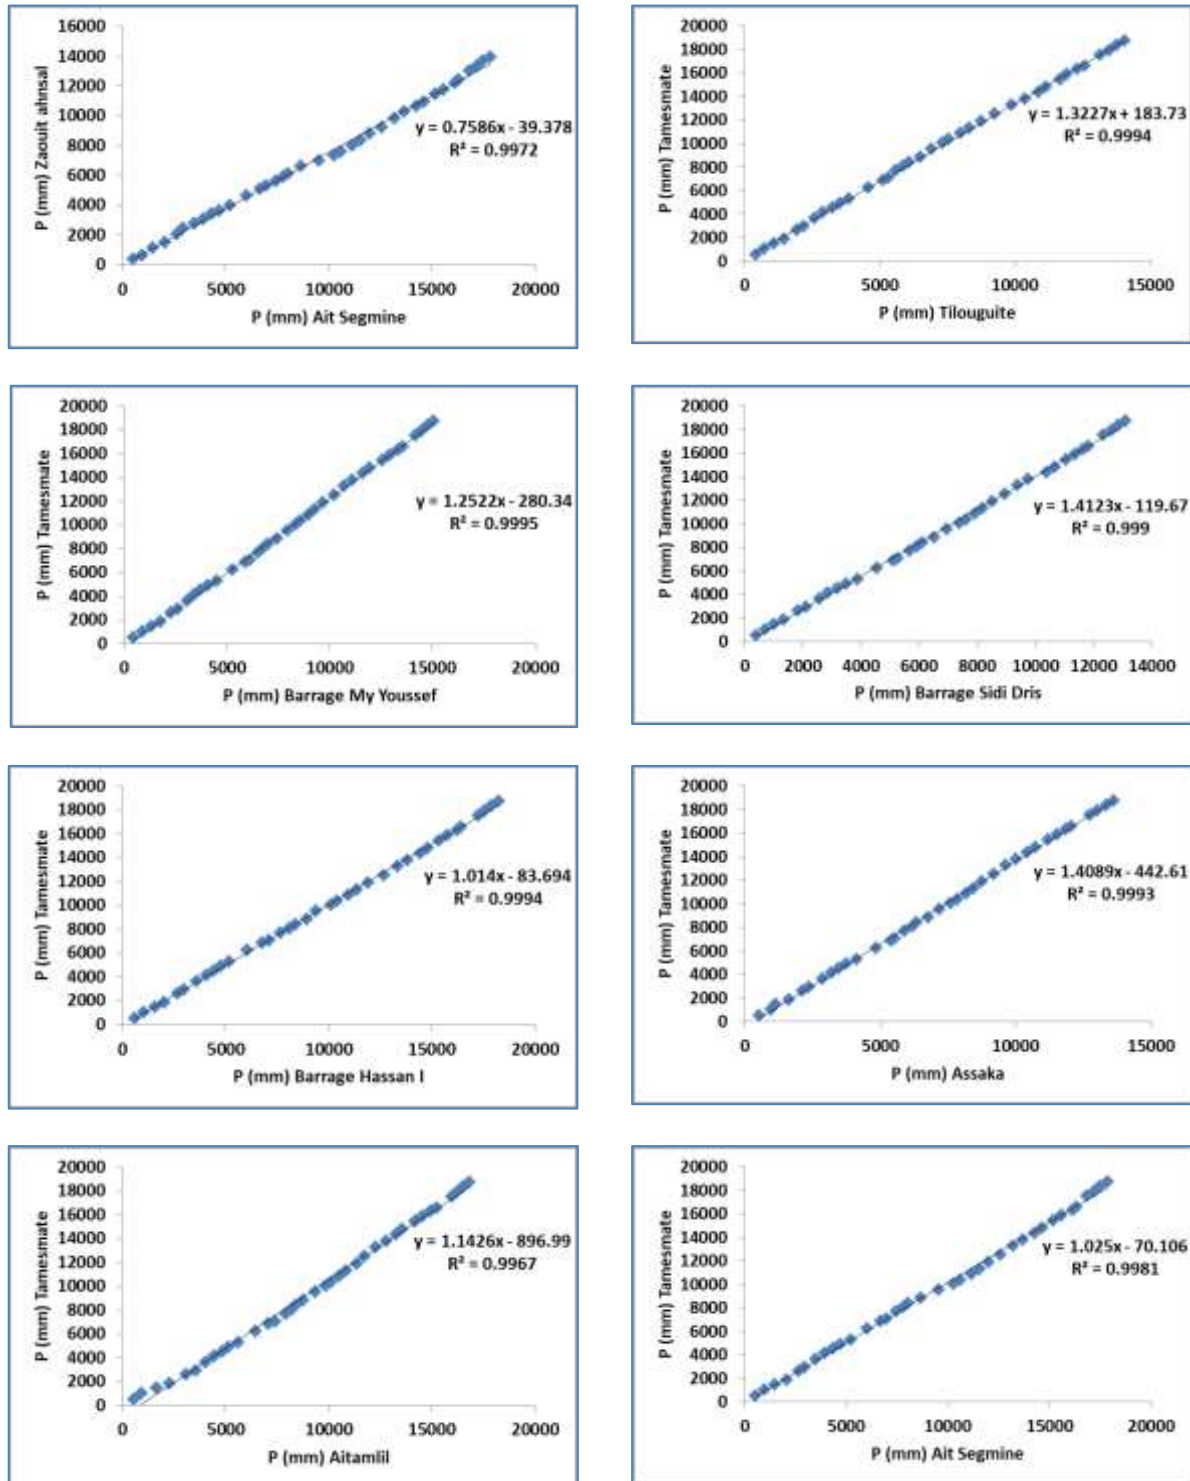 16000
14000
12000
10000
8000
6000
4000
2000
0
P (mm) Zaouit ahnsal
y = 0.7586x - 39.378
R² = 0.9972
0 5000 10000 15000 20000
P (mm) Ait Segmine
20000
18000
16000
14000
12000
10000
8000
6000
4000
2000
0
P (mm) Tamesmate
y = 1.3227x + 183.73
R² = 0.9994
0 5000 10000 15000
P (mm) Tilouguite
20000
18000
16000
14000
12000
10000
8000
6000
4000
2000
0
P (mm) Tamesmate
y = 1.2522x - 280.34
R² = 0.9995
0 5000 10000 15000 20000
P (mm) Barrage My Youssef
20000
18000
16000
14000
12000
10000
8000
6000
4000
2000
0
P (mm) Tamesmate
y = 1.4123x - 119.67
R² = 0.999
0 2000 4000 6000 8000 10000 12000 14000
P (mm) Barrage Sidi Dris
20000
18000
16000
14000
12000
10000
8000
6000
4000
2000
0
P (mm) Tamesmate
y = 1.014x - 83.694
R² = 0.9994
0 5000 10000 15000 20000
P (mm) Barrage Hassan I
20000
18000
16000
14000
12000
10000
8000
6000
4000
2000
0
P (mm) Tamesmate
y = 1.4089x - 442.61
R² = 0.9993
0 5000 10000 15000
P (mm) Assaka
20000
18000
16000
14000
12000
10000
8000
6000
4000
2000
0
P (mm) Tamesmate
y = 1.1426x - 896.99
R² = 0.9967
0 5000 10000 15000 20000
P (mm) Aitamlil
20000
18000
16000
14000
12000
10000
8000
6000
4000
2000
0
P (mm) Tamesmate
y = 1.025x - 70.106
R² = 0.9981
0 5000 10000 15000 20000
P (mm) Ait Segmine